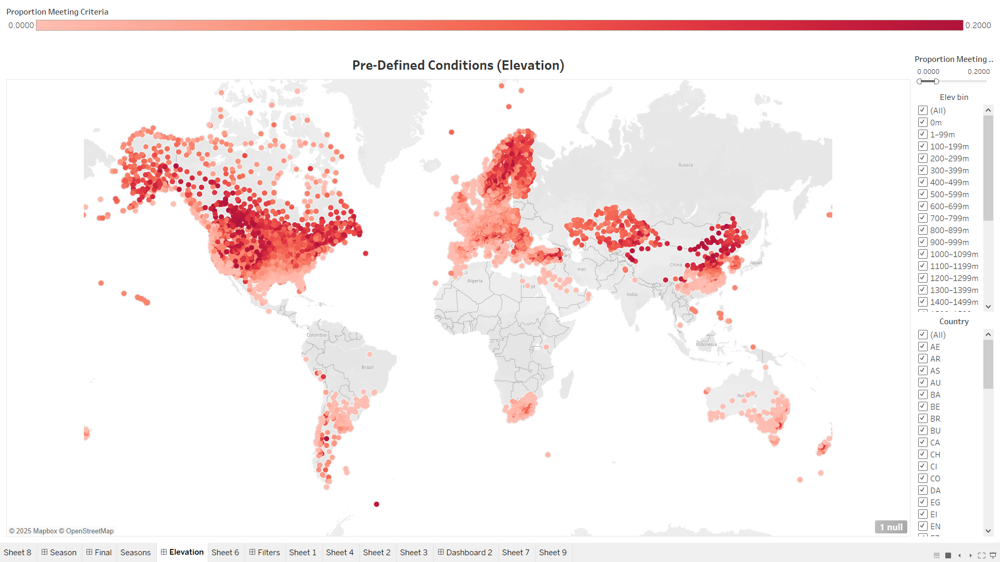 Proportion Meeting Criteria
0.0000
0.2000
Pre-Defined Conditions (Elevation)
Proportion Meeting ..
0.0000 0.2000
Elev bin
(All)
0m
1–99m
100–199m
200–299m
300–399m
400–499m
500–599m
600–699m
700–799m
800–899m
900–999m
1000–1099m
1100–1199m
1200–1299m
1300–1399m
1400–1499m
Country
(All)
AE
AR
AS
AU
BA
BE
BR
BU
CA
CH
CI
CO
DA
EG
EI
EN
Russia
Japan
China
Iran
Algeria
India
Colombia
Indonesia
Brazil
© 2025 Mapbox © OpenStreetMap
1 null
Sheet 8 Season Final Seasons Elevation Sheet 6 Filters Sheet 1 Sheet 4 Sheet 2 Sheet 3 Dashboard 2 Sheet 7 Sheet 9